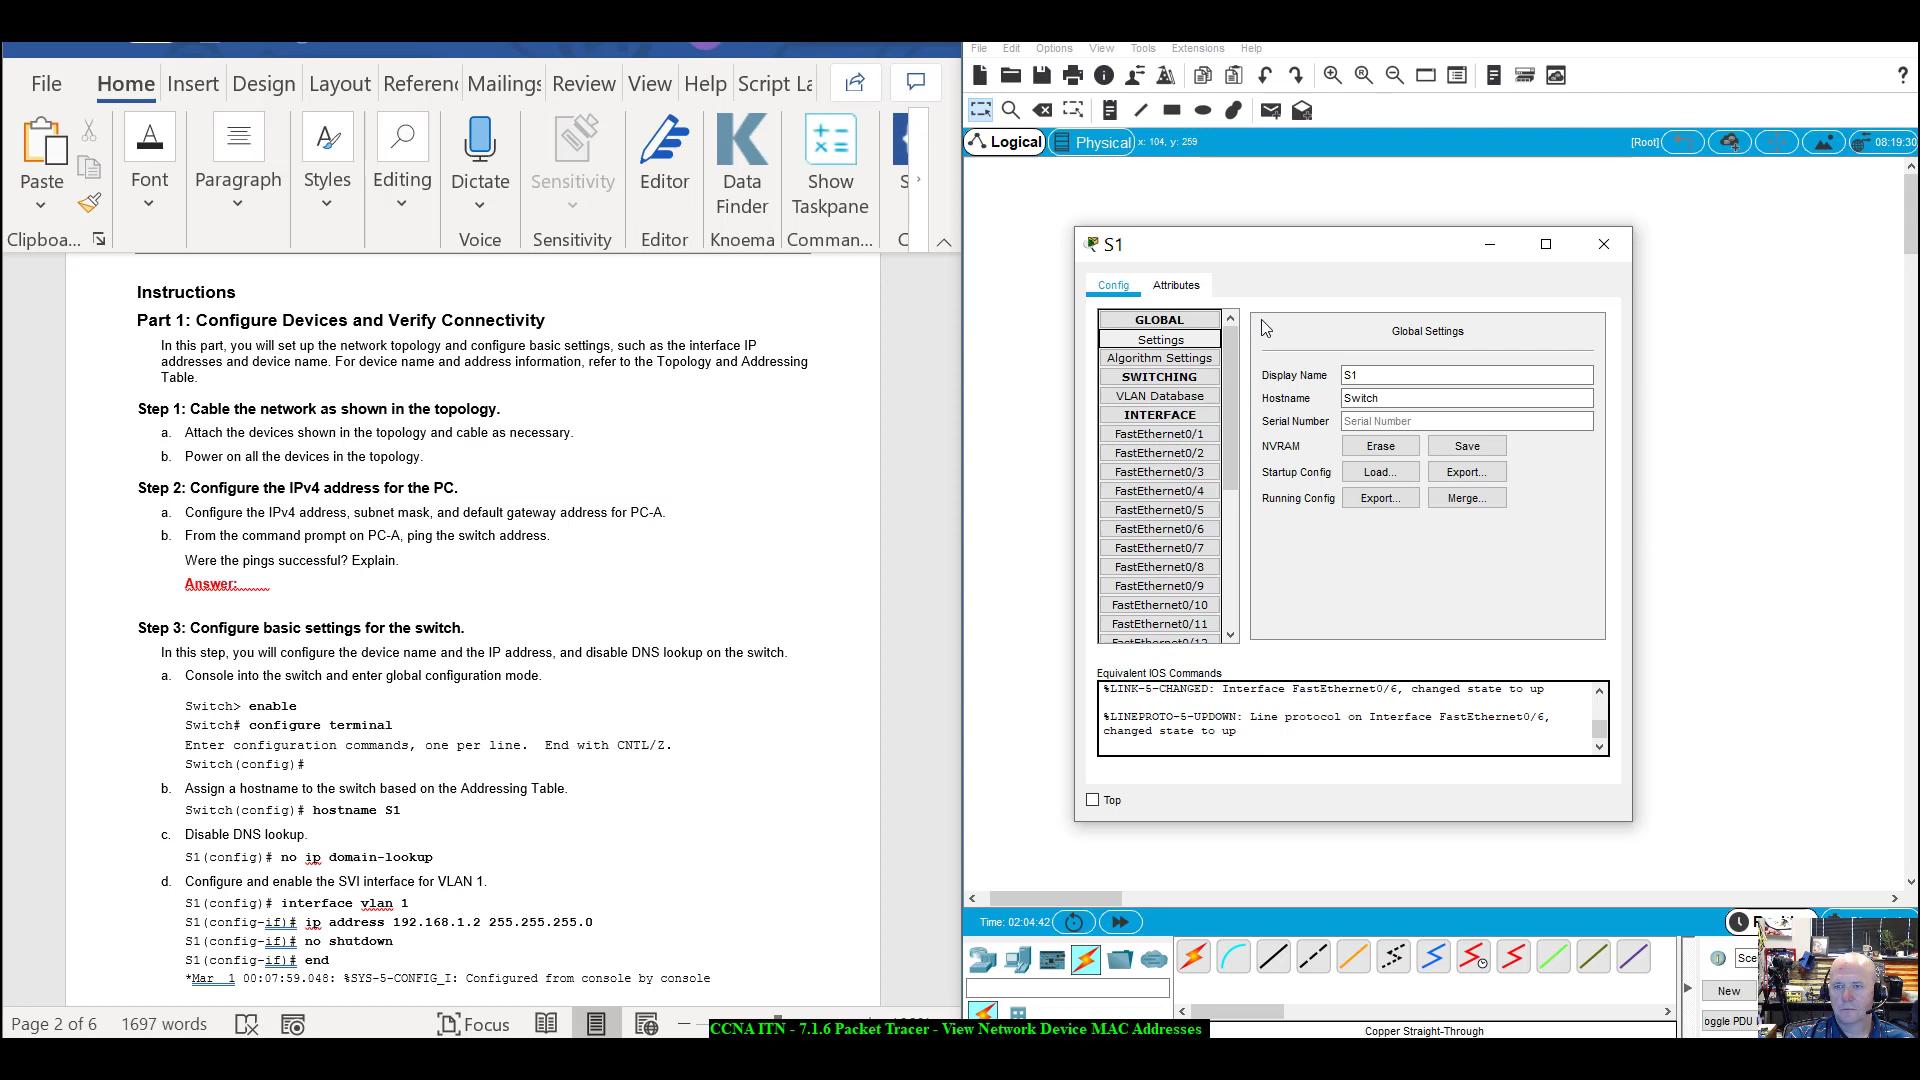 File Home Insert Design Layout Referenc Mailings Review View Help Script La
Paste
Font
Paragraph
Styles
Editing
Dictate
Sensitivity
Editor
Data Finder
Show Taskpane
Clipboa...
Voice
Sensitivity
Editor
Knoema
Comman...
Instructions
Part 1: Configure Devices and Verify Connectivity
In this part, you will set up the network topology and configure basic settings, such as the interface IP
addresses and device name. For device name and address information, refer to the Topology and Addressing
Table.
Step 1: Cable the network as shown in the topology.
a. Attach the devices shown in the topology and cable as necessary.
b. Power on all the devices in the topology.
Step 2: Configure the IPv4 address for the PC.
a. Configure the IPv4 address, subnet mask, and default gateway address for PC-A.
b. From the command prompt on PC-A, ping the switch address.
Were the pings successful? Explain.
Answer:
Step 3: Configure basic settings for the switch.
In this step, you will configure the device name and the IP address, and disable DNS lookup on the switch.
a. Console into the switch and enter global configuration mode.
Switch> enable
Switch# configure terminal
Enter configuration commands, one per line. End with CNTL/Z.
Switch(config)#
b. Assign a hostname to the switch based on the Addressing Table.
Switch(config)# hostname S1
c. Disable DNS lookup.
S1(config)# no ip domain-lookup
d. Configure and enable the SVI interface for VLAN 1.
S1(config)# interface vlan 1
S1(config-if)# ip address 192.168.1.2 255.255.255.0
S1(config-if)# no shutdown
S1(config-if)# end
*Mar 1 00:07:59.048: %SYS-5-CONFIG_I: Configured from console by console
Page 2 of 6 1697 words Focus
File Edit Options View Tools Extensions Help
Logical Physical x: 104, y: 259 [Root] 08:19:30
S1
Config Attributes
GLOBAL
Settings
Algorithm Settings
SWITCHING
VLAN Database
INTERFACE
FastEthernet0/1
FastEthernet0/2
FastEthernet0/3
FastEthernet0/4
FastEthernet0/5
FastEthernet0/6
FastEthernet0/7
FastEthernet0/8
FastEthernet0/9
FastEthernet0/10
FastEthernet0/11
FastEthernet0/12
Global Settings
Display Name S1
Hostname Switch
Serial Number Serial Number
NVRAM Erase Save
Startup Config Load... Export...
Running Config Export... Merge...
Equivalent IOS Commands
%LINK-5-CHANGED: Interface FastEthernet0/6, changed state to up
%LINEPROTO-5-UPDOWN: Line protocol on Interface FastEthernet0/6,
changed state to up
Top
Time: 02:04:42
Sce
New
oggle PDU
Copper Straight-Through
CCNA ITN - 7.1.6 Packet Tracer - View Network Device MAC Addresses